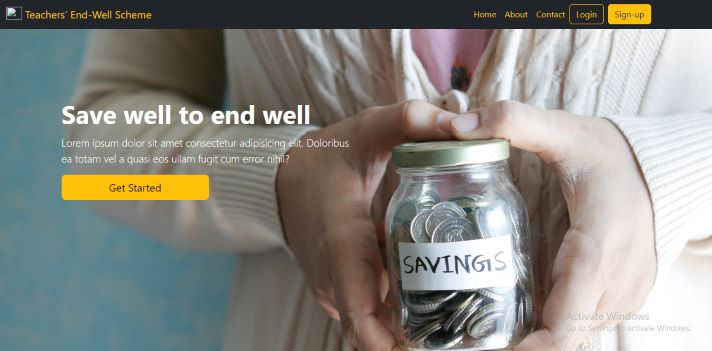 Teachers' End-Well Scheme
Home About Contact Login Sign-up
Save well to end well
Lorem ipsum dolor sit amet consectetur adipisicing elit. Doloribus
ea totam vel a quasi eos ullam fugit cum error nihil?
Get Started
SAVINGS
Activate Windows
Go to Settings to activate Windows.